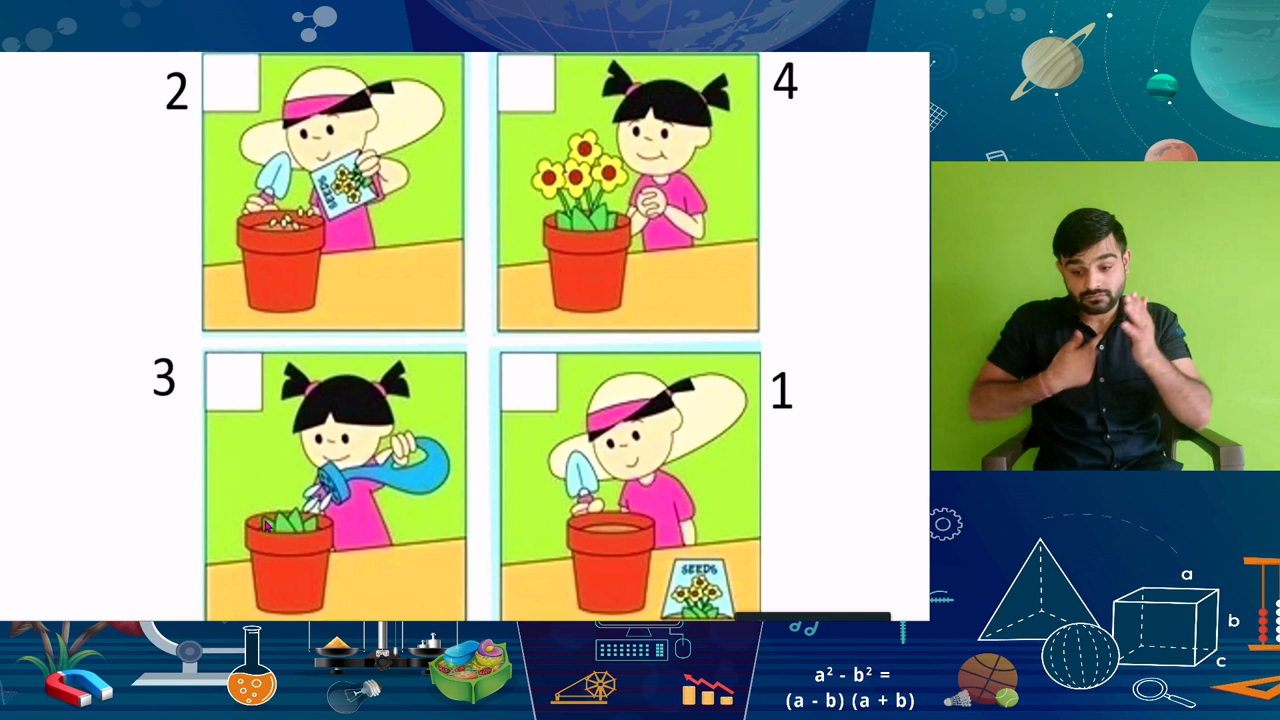 2
4
SEEDS
3
1
SEEDS
a
b
c
a² - b² =
(a - b) (a + b)